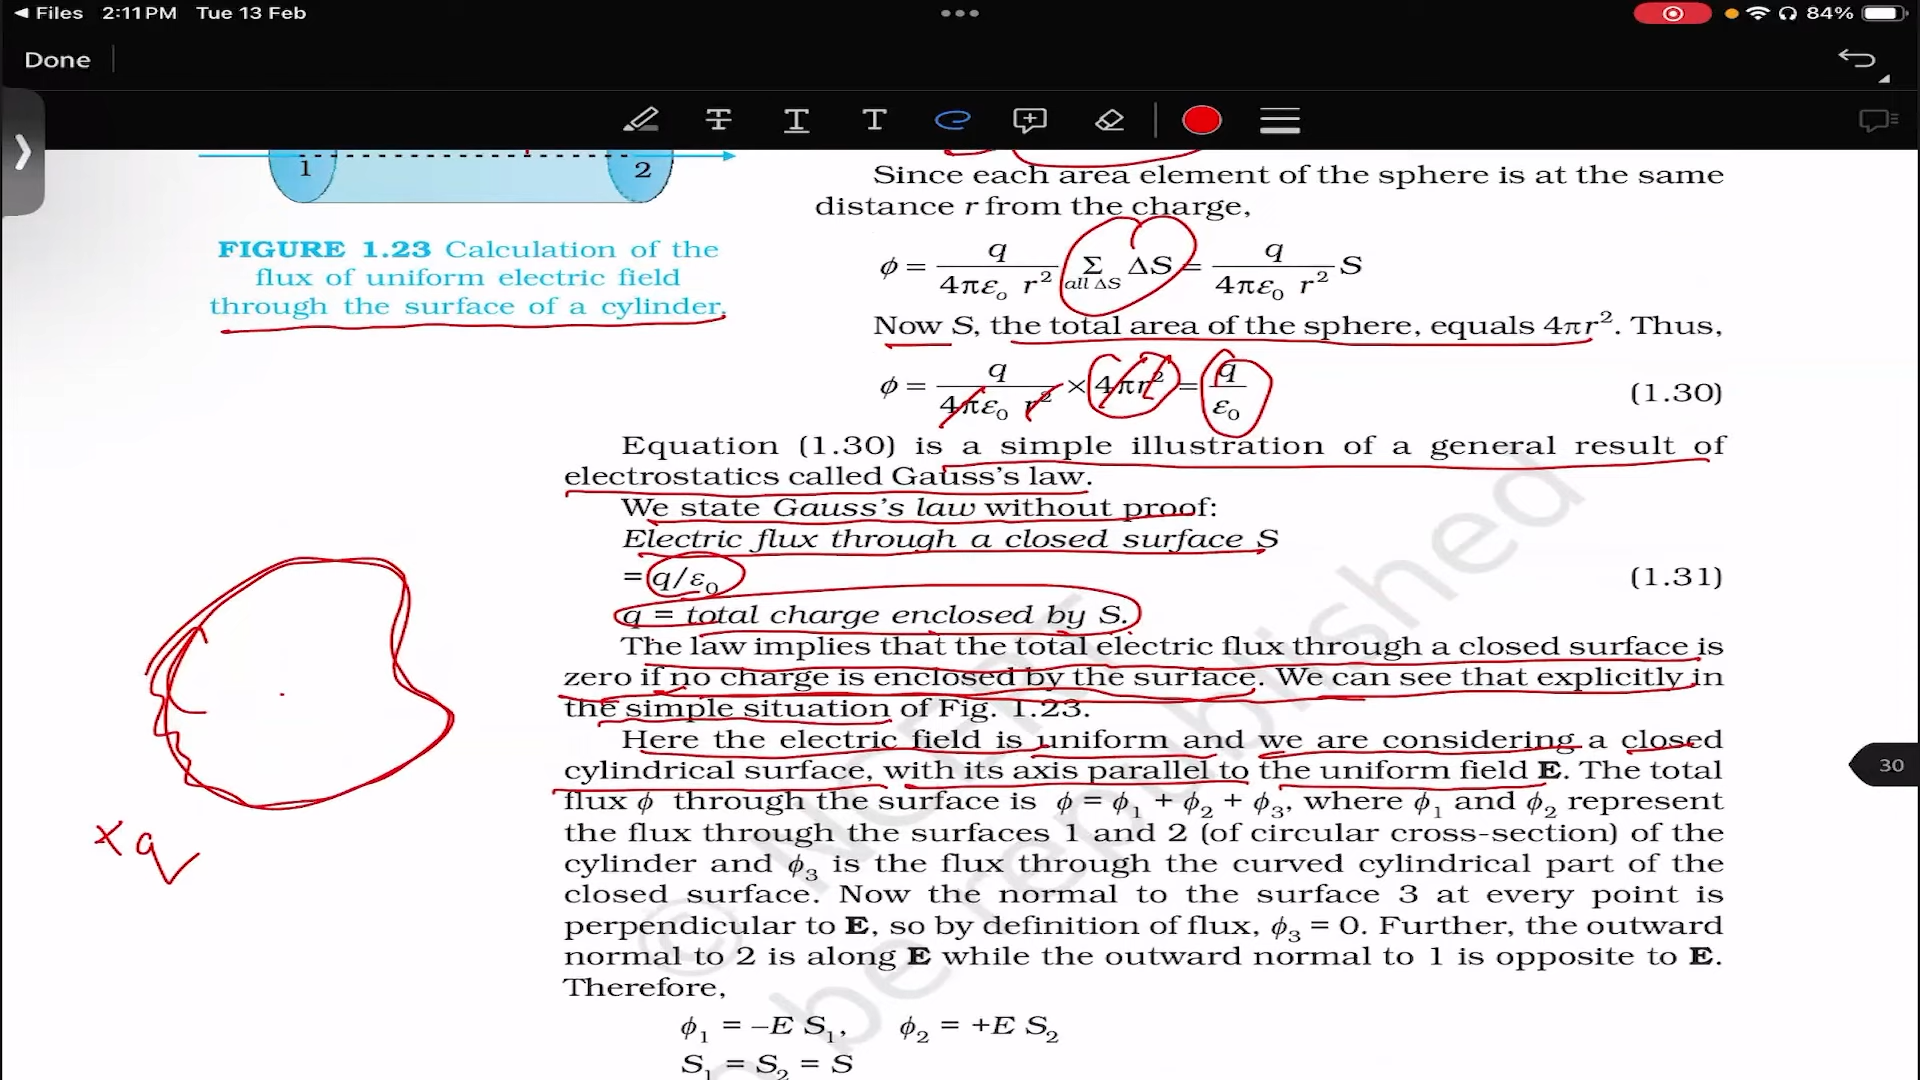 Files 2:11 PM Tue 13 Feb
84%
Done
T T T
1 2
FIGURE 1.23 Calculation of the
flux of uniform electric field
through the surface of a cylinder.
Since each area element of the sphere is at the same
distance r from the charge,
ϕ = q / 4πε₀ r² Σ all ΔS ΔS = q / 4πε₀ r² S
Now S, the total area of the sphere, equals 4πr². Thus,
ϕ = q / 4πε₀ r² × 4πr² = q / ε₀ (1.30)
Equation (1.30) is a simple illustration of a general result of
electrostatics called Gauss's law.
We state Gauss's law without proof:
Electric flux through a closed surface S
= q/ε₀ (1.31)
q = total charge enclosed by S.
The law implies that the total electric flux through a closed surface is
zero if no charge is enclosed by the surface. We can see that explicitly in
the simple situation of Fig. 1.23.
Here the electric field is uniform and we are considering a closed
cylindrical surface, with its axis parallel to the uniform field E. The total
flux ϕ through the surface is ϕ = ϕ₁ + ϕ₂ + ϕ₃, where ϕ₁ and ϕ₂ represent
the flux through the surfaces 1 and 2 (of circular cross-section) of the
cylinder and ϕ₃ is the flux through the curved cylindrical part of the
closed surface. Now the normal to the surface 3 at every point is
perpendicular to E, so by definition of flux, ϕ₃ = 0. Further, the outward
normal to 2 is along E while the outward normal to 1 is opposite to E.
Therefore,
ϕ₁ = –E S₁, ϕ₂ = +E S₂
S₁ = S₂ = S
x q
30
© NCERT
be republished